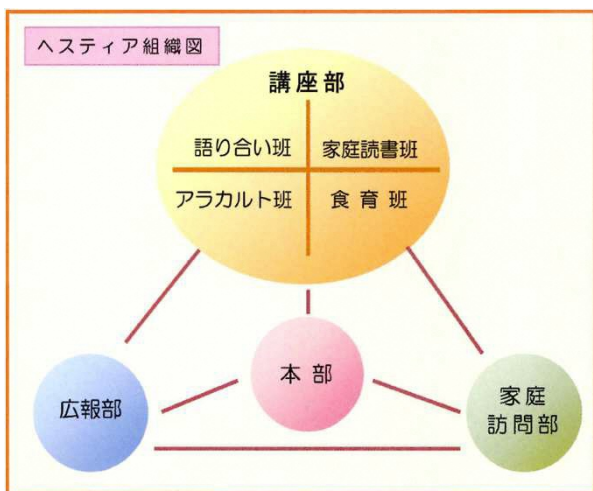 ヘスティア組織図
講座部
語り合い班
家庭読書班
アラカルト班
食育班
本部
広報部
家庭
訪問部